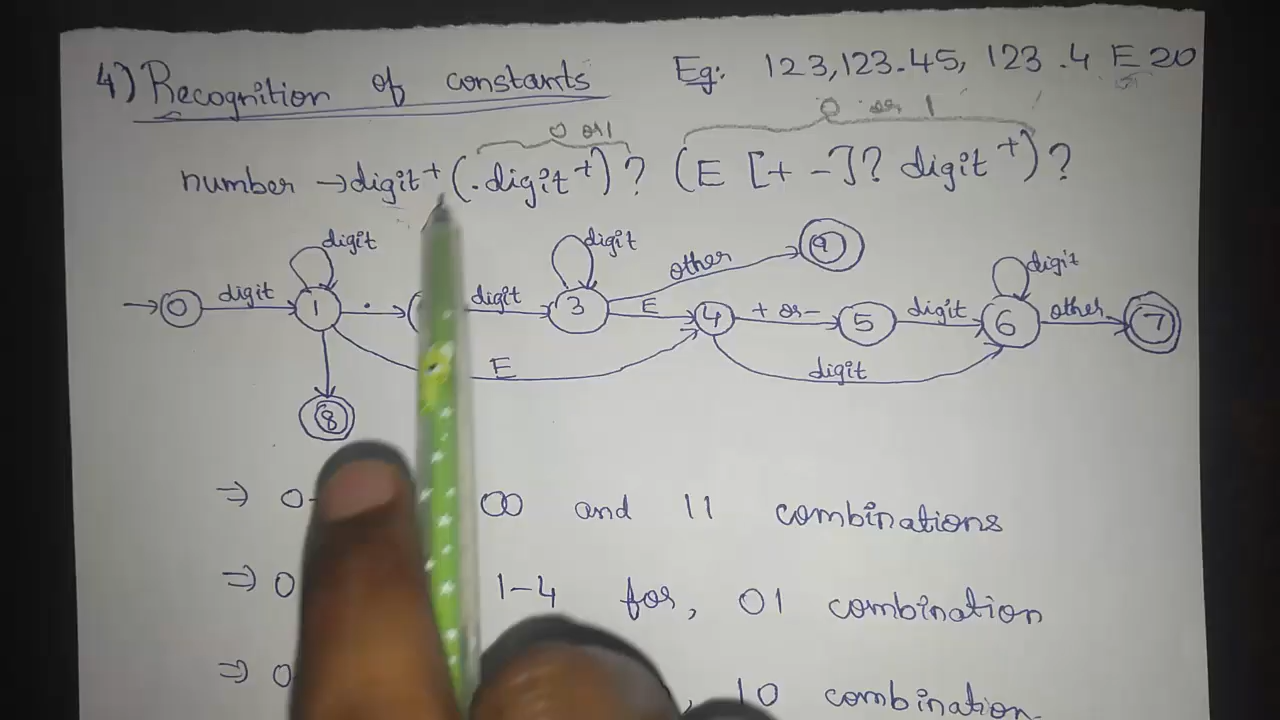 4) Recognition of constants Eg: 123, 123.45, 123.4 E 20
0 or 1 0 or 1
number → digit+ (. digit+)? (E [+ -]? digit+)?
digit digit other 9 digit
0 digit 1 . digit 3 E 4 + or - 5 digit 6 other 7
E digit
8
⇒ 0- 00 and 11 combinations
⇒ 0 1-4 for, 01 combination
⇒ 0 , 10 combination